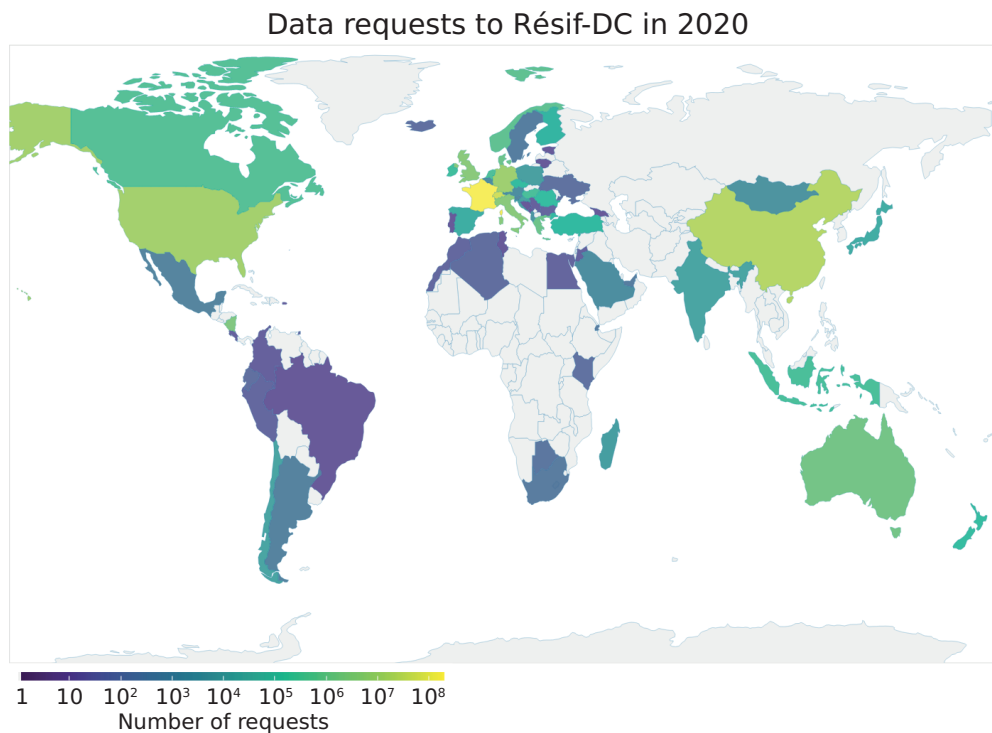 Data requests to Résif-DC in 2020
1 10 10² 10³ 10⁴ 10⁵ 10⁶ 10⁷ 10⁸
Number of requests